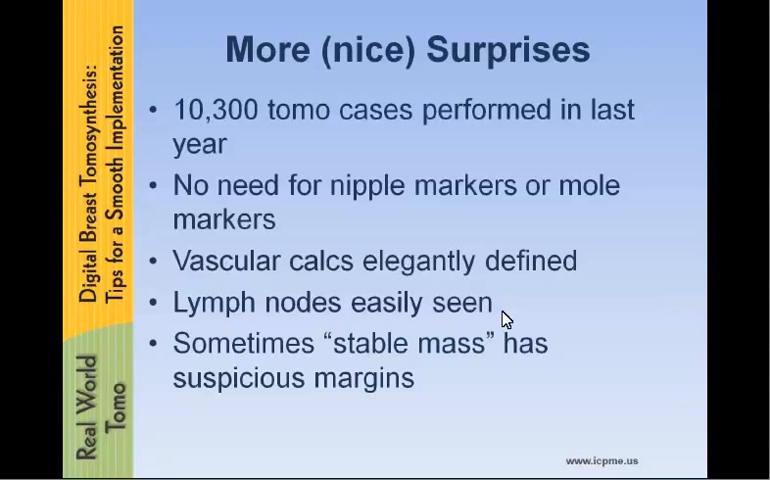 More (nice) Surprises
• 10,300 tomo cases performed in last
year
• No need for nipple markers or mole
markers
• Vascular calcs elegantly defined
• Lymph nodes easily seen
• Sometimes “stable mass” has
suspicious margins
Digital Breast Tomosynthesis:
Tips for a Smooth Implementation
Real World
Tomo
www.icpme.us